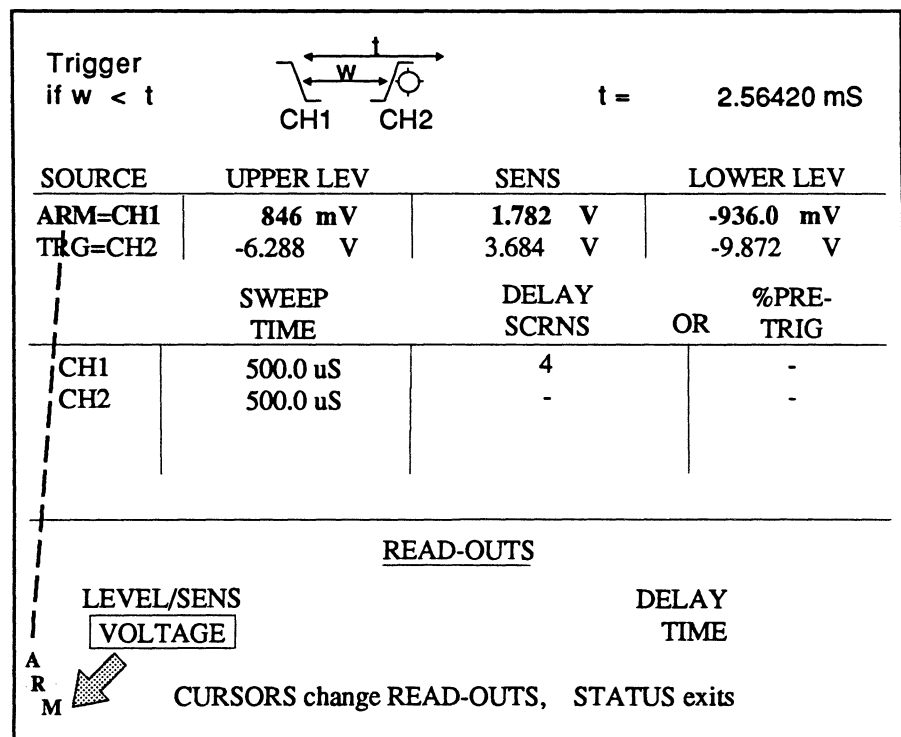 Trigger
if w < t
t
w
CH1 CH2
t = 2.56420 mS
SOURCE UPPER LEV SENS LOWER LEV
ARM=CH1 846 mV 1.782 V -936.0 mV
TRG=CH2 -6.288 V 3.684 V -9.872 V
SWEEP TIME DELAY SCRNS OR %PRE-TRIG
CH1 500.0 uS 4 -
CH2 500.0 uS - -
READ-OUTS
LEVEL/SENS DELAY
VOLTAGE TIME
ARM
CURSORS change READ-OUTS, STATUS exits